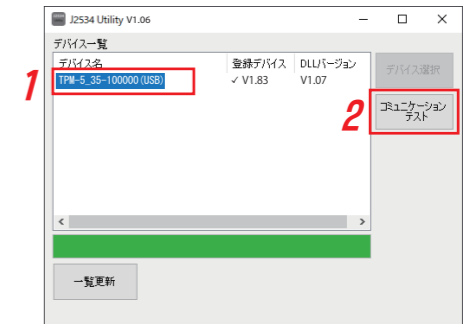 J2534 Utility V1.06
デバイス一覧
デバイス名 登録デバイス DLLバージョン
TPM-5_35-100000 (USB) ✓ V1.83 V1.07
1
デバイス選択
2
コミュニケーション
テスト
一覧更新